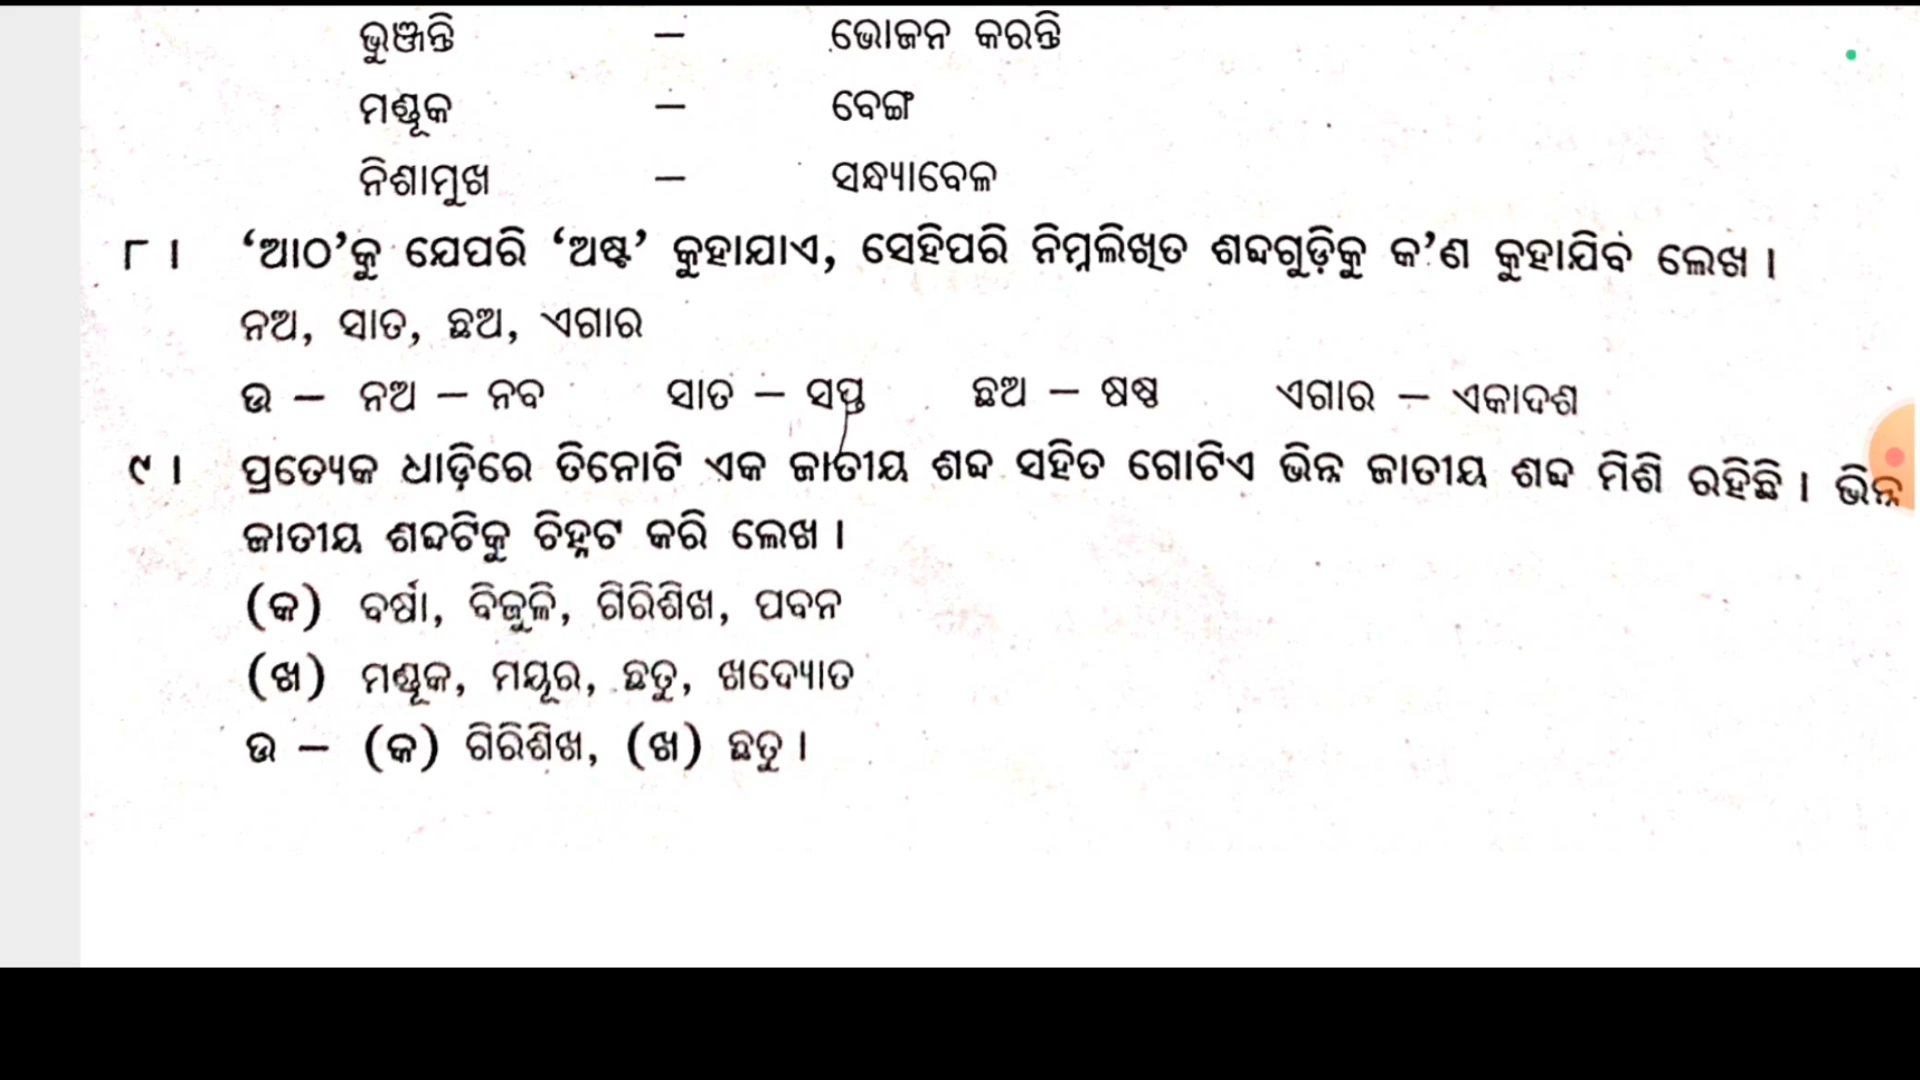 ଭୁଞ୍ଜନ୍ତି – ଭୋଜନ କରନ୍ତି
ମଣ୍ଡୂକ – ବେଙ୍ଗ
ନିଶାମୁଖ – ସନ୍ଧ୍ୟାବେଳ
୮ । ‘ଆଠ’କୁ ଯେପରି ‘ଅଷ୍ଟ’ କୁହାଯାଏ, ସେହିପରି ନିମ୍ନଲିଖିତ ଶବ୍ଦଗୁଡ଼ିକୁ କ’ଣ କୁହାଯିବ ଲେଖ ।
ନଅ, ସାତ, ଛଅ, ଏଗାର
ଉ – ନଅ – ନବ ସାତ – ସପ୍ତ ଛଅ – ଷଷ୍ଠ ଏଗାର – ଏକାଦଶ
୯ । ପ୍ରତ୍ୟେକ ଧାଡ଼ିରେ ତିନୋଟି ଏକ ଜାତୀୟ ଶବ୍ଦ ସହିତ ଗୋଟିଏ ଭିନ୍ନ ଜାତୀୟ ଶବ୍ଦ ମିଶି ରହିଛି । ଭିନ୍ନ
ଜାତୀୟ ଶବ୍ଦଟିକୁ ଚିହ୍ନଟ କରି ଲେଖ ।
(କ) ବର୍ଷା, ବିଜୁଳି, ଗିରିଶିଖ, ପବନ
(ଖ) ମଣ୍ଡୂକ, ମୟୂର, ଛତୁ, ଖଦ୍ୟୋତ
ଉ – (କ) ଗିରିଶିଖ, (ଖ) ଛତୁ ।